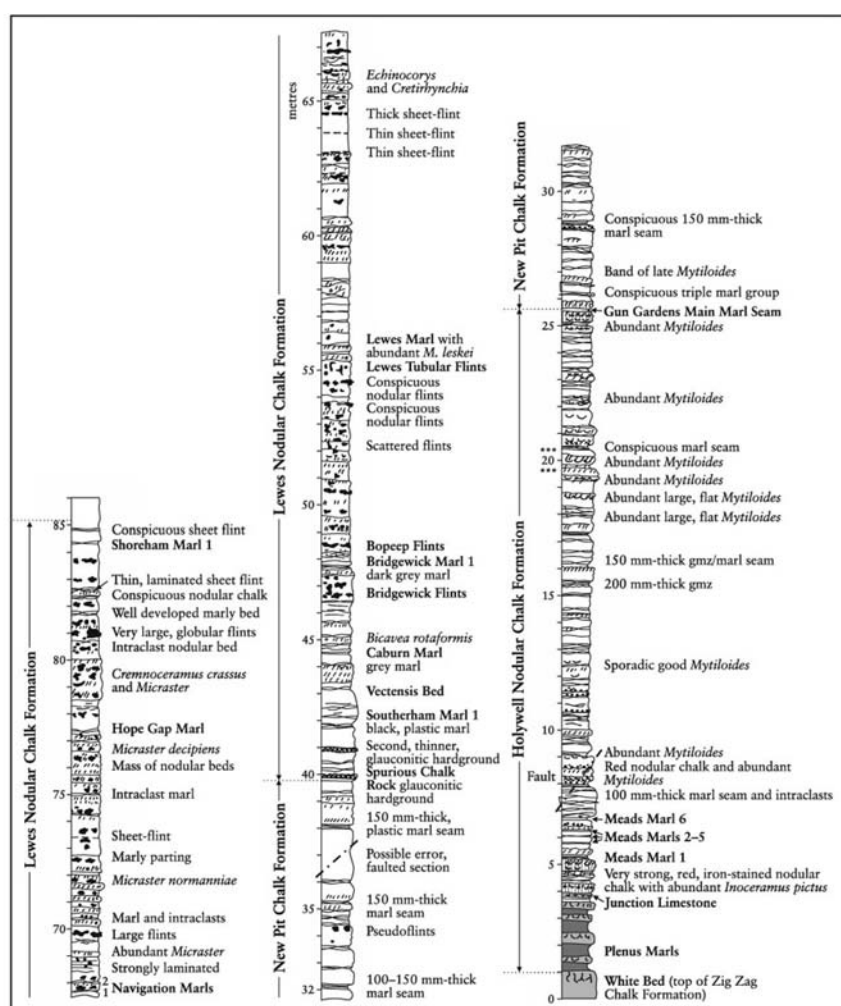 Lewes Nodular Chalk Formation
85
80
75
70
Conspicuous sheet flint
Shoreham Marl 1
Thin, laminated sheet flint
Conspicuous nodular chalk
Well developed marly bed
Very large, globular flints
Intraclast nodular bed
Cremnoceramus crassus
and Micraster
Hope Gap Marl
Micraster decipiens
Mass of nodular beds
Intraclast marl
Sheet-flint
Marly parting
Micraster normanniae
Marl and intraclasts
Large flints
Abundant Micraster
Strongly laminated
2
1
Navigation Marls
metres
Lewes Nodular Chalk Formation
New Pit Chalk Formation
65
60
55
50
45
40
35
32
Echinocorys
and Cretirhynchia
Thick sheet-flint
Thin sheet-flint
Thin sheet-flint
Lewes Marl with
abundant M. leskei
Lewes Tubular Flints
Conspicuous
nodular flints
Conspicuous
nodular flints
Scattered flints
Bopeep Flints
Bridgewick Marl 1
dark grey marl
Bridgewick Flints
Bicavea rotaformis
Caburn Marl
grey marl
Vectensis Bed
Southerham Marl 1
black, plastic marl
Second, thinner,
glauconitic hardground
Spurious Chalk
Rock glauconitic
hardground
150 mm-thick,
plastic marl seam
Possible error,
faulted section
150 mm-thick
marl seam
Pseudoflints
100–150 mm-thick
marl seam
New Pit Chalk Formation
Holywell Nodular Chalk Formation
30
25
***
20
***
15
10
Fault
5
0
Conspicuous 150 mm-thick
marl seam
Band of late Mytiloides
Conspicuous triple marl group
Gun Gardens Main Marl Seam
Abundant Mytiloides
Abundant Mytiloides
Conspicuous marl seam
Abundant Mytiloides
Abundant Mytiloides
Abundant large, flat Mytiloides
Abundant large, flat Mytiloides
150 mm-thick gmz/marl seam
200 mm-thick gmz
Sporadic good Mytiloides
Abundant Mytiloides
Red nodular chalk and abundant
Mytiloides
100 mm-thick marl seam and intraclasts
Meads Marl 6
Meads Marls 2–5
Meads Marl 1
Very strong, red, iron-stained nodular
chalk with abundant Inoceramus pictus
Junction Limestone
Plenus Marls
White Bed (top of Zig Zag
Chalk Formation)